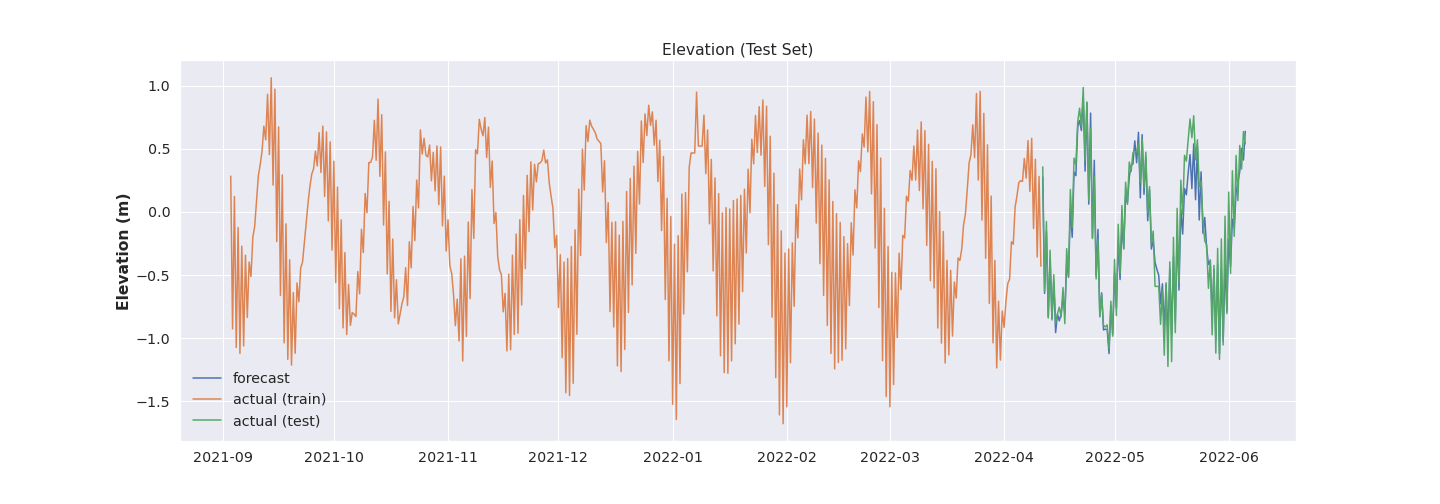 Elevation (Test Set)
Elevation (m)
1.0
0.5
0.0
−0.5
−1.0
−1.5
forecast
actual (train)
actual (test)
2021-09 2021-10 2021-11 2021-12 2022-01 2022-02 2022-03 2022-04 2022-05 2022-06